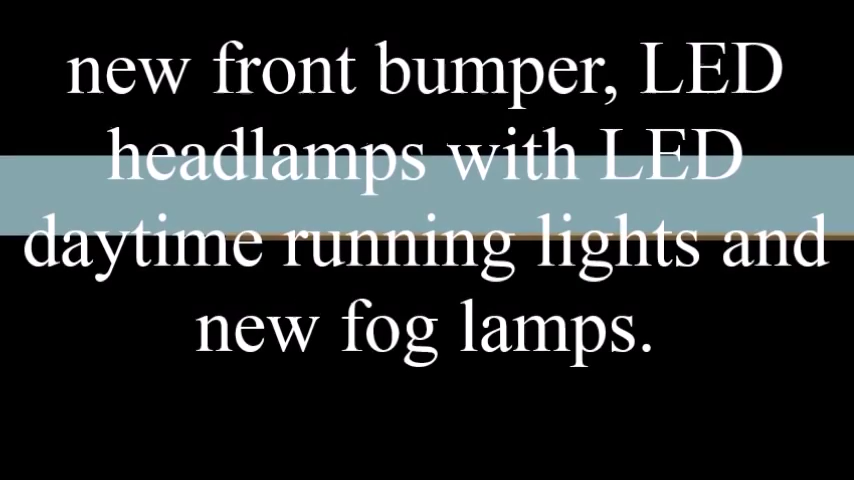 new front bumper, LED
headlamps with LED
daytime running lights and
new fog lamps.